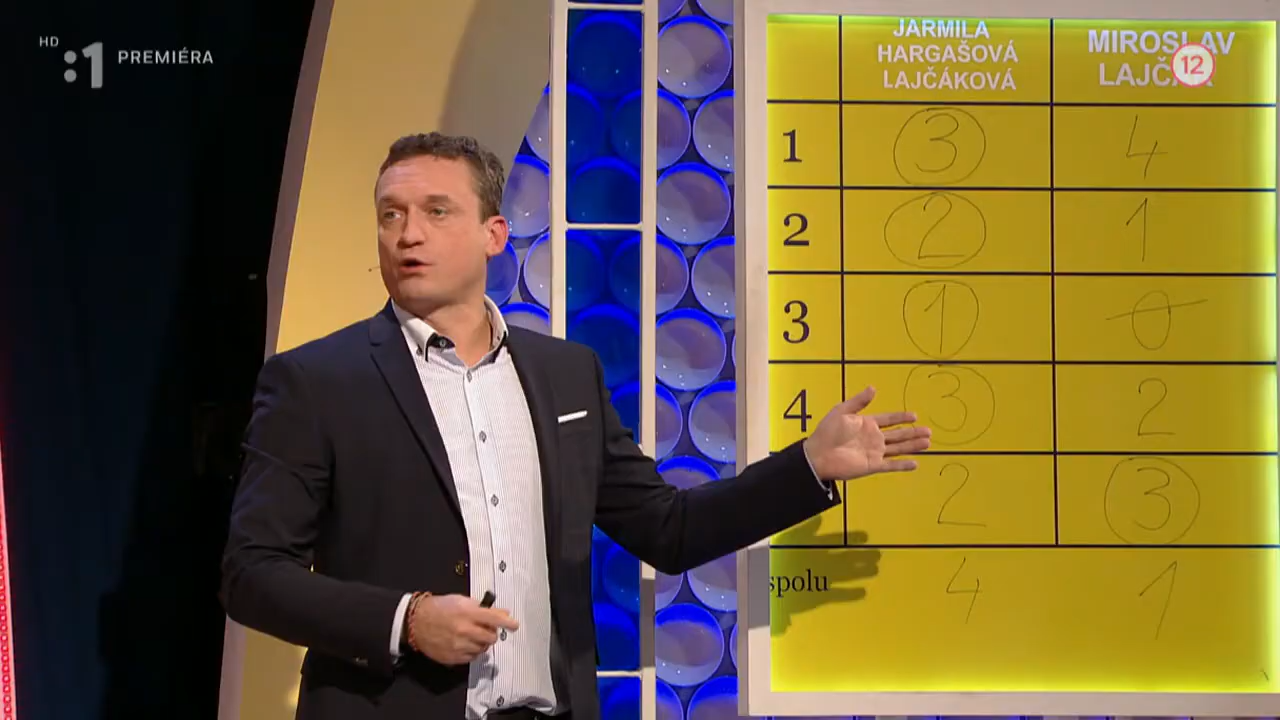 HD
:1 PREMIÉRA
JARMILA
HARGAŠOVÁ
LAJČÁKOVÁ
MIROSLAV
12
1 3 4
2 2 1
3 1 0
4 3 2
2 3
spolu 4 1